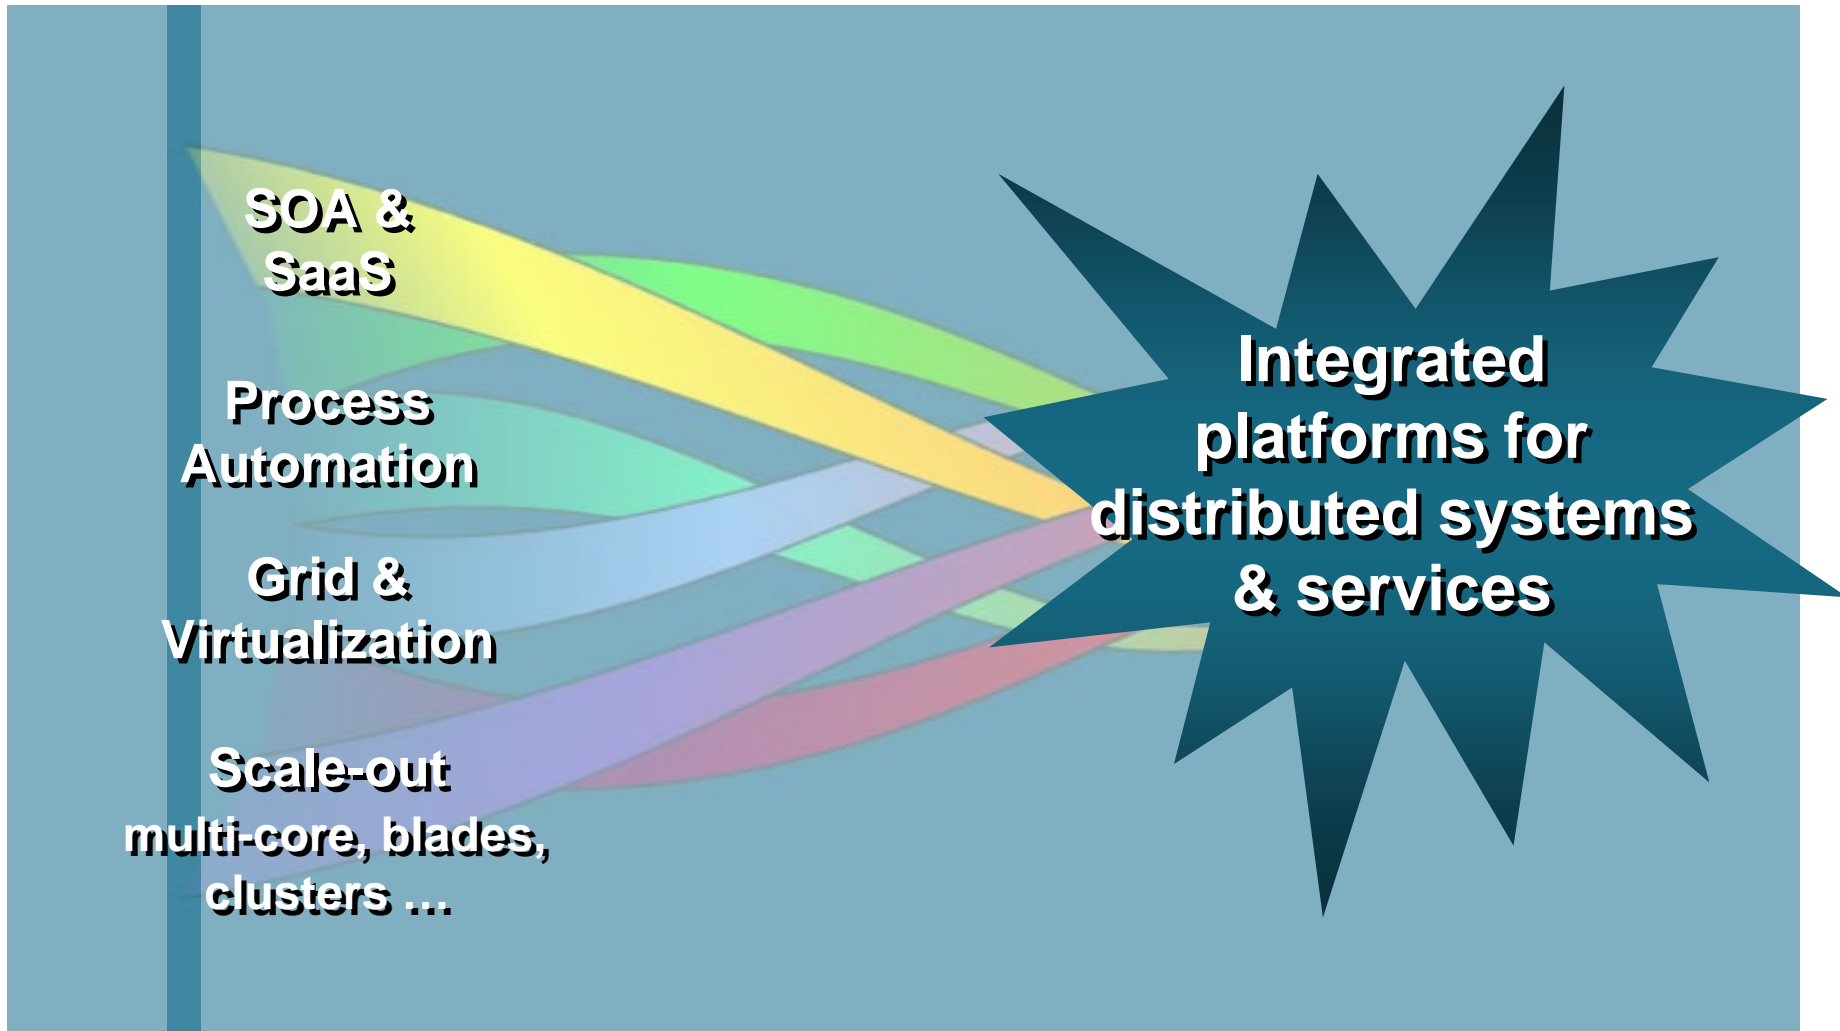 SOA &
SaaS
Process
Automation
Grid &
Virtualization
Scale-out
multi-core, blades,
clusters …
Integrated
platforms for
distributed systems
& services